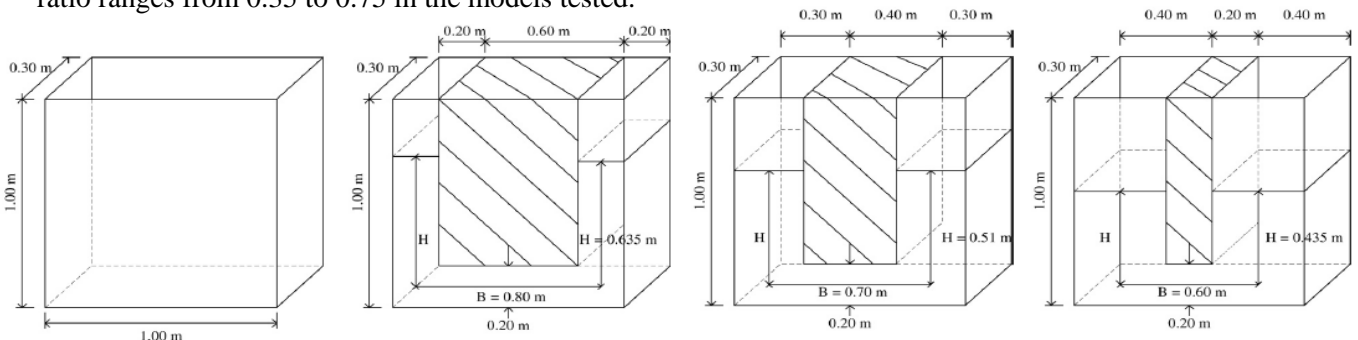 ratio ranges from 0.35 to 0.75 in the models tested.
0.30 m
1.00 m
1.00 m
0.20 m 0.60 m 0.20 m
0.30 m
1.00 m
H
H = 0.635 m
B = 0.80 m
0.20 m
0.30 m 0.40 m 0.30 m
0.30 m
1.00 m
H
H = 0.51 m
B = 0.70 m
0.20 m
0.40 m 0.20 m 0.40 m
0.30 m
1.00 m
H
H = 0.435 m
B = 0.60 m
0.20 m